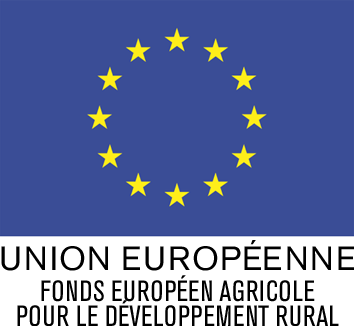 UNION EUROPÉENNE
FONDS EUROPÉEN AGRICOLE
POUR LE DÉVELOPPEMENT RURAL